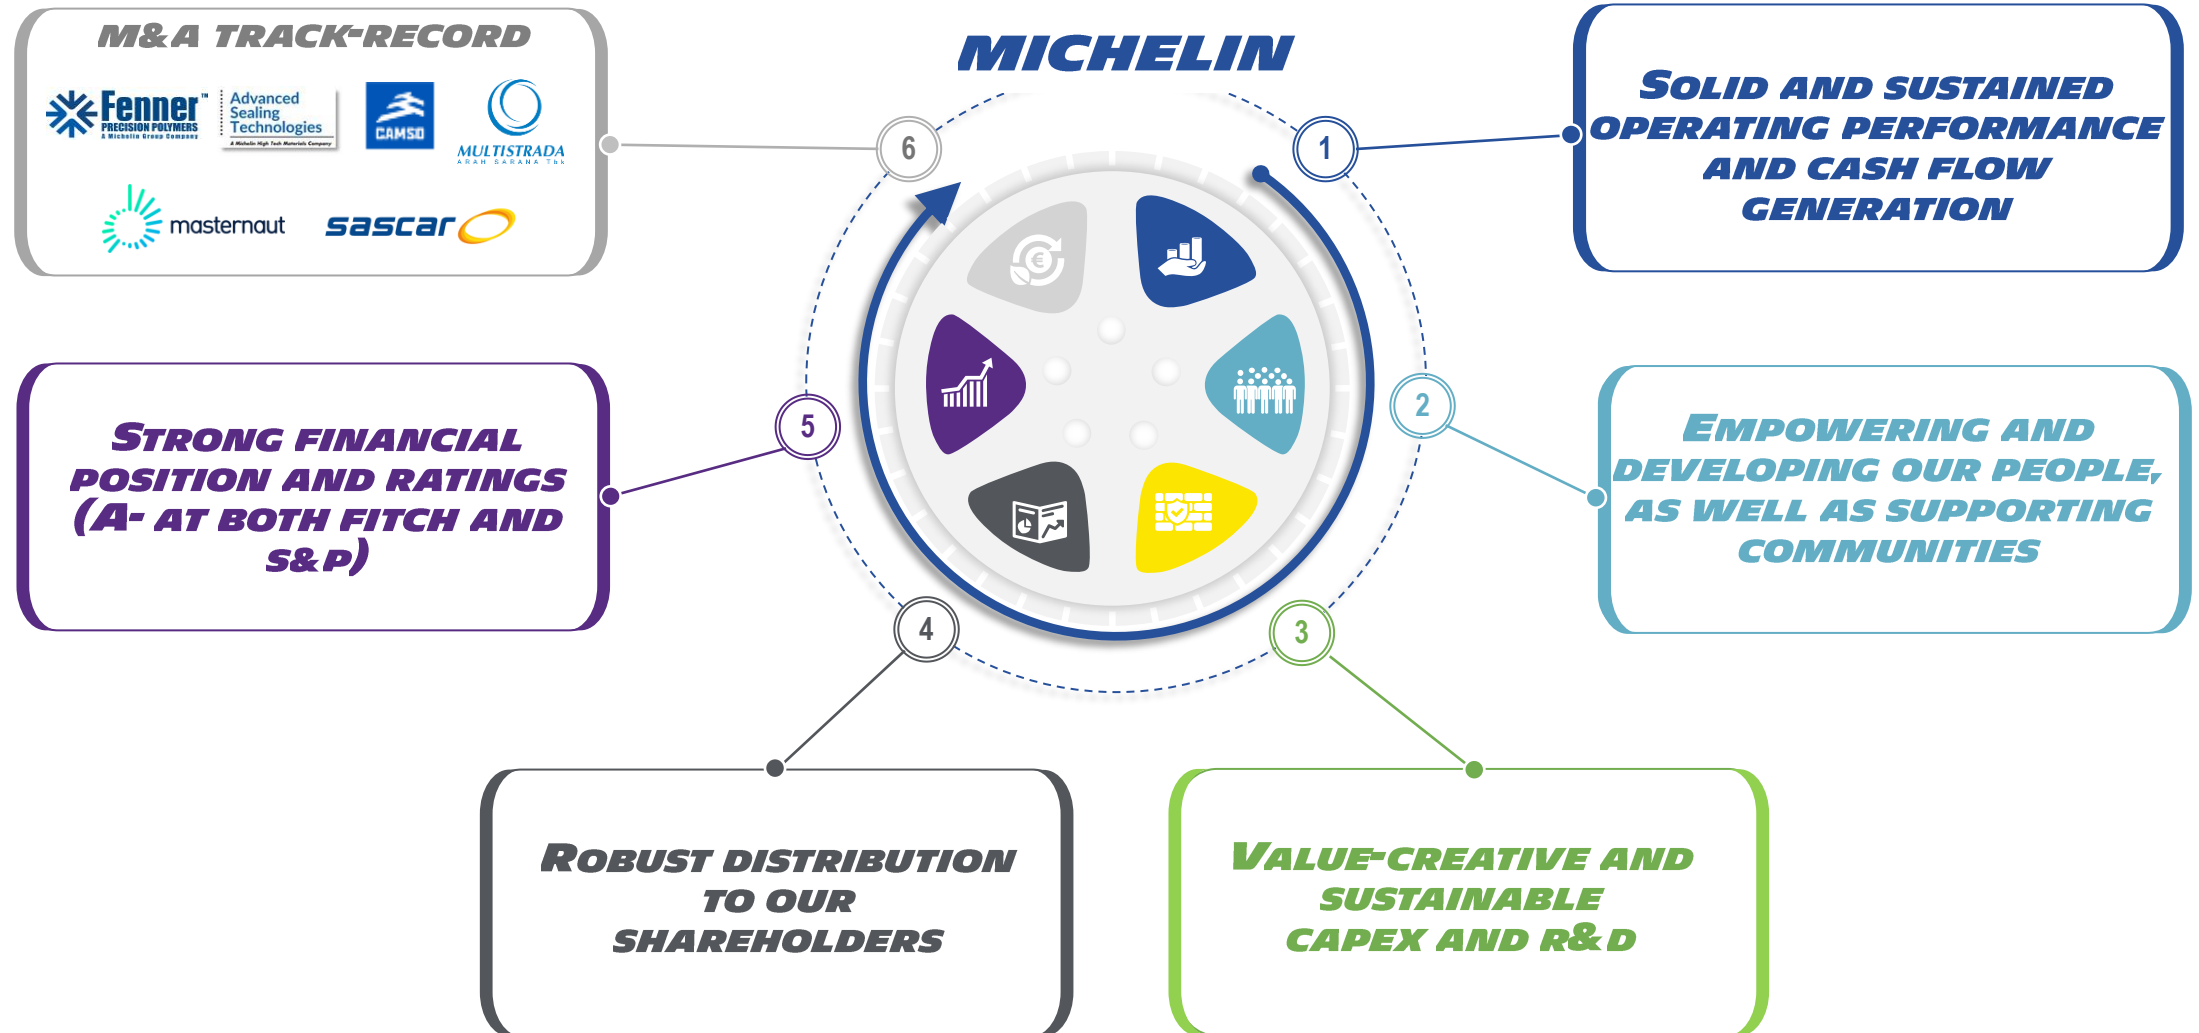 MICHELIN
M&A TRACK-RECORD
Fenner™
PRECISION POLYMERS
A Michelin Group Company
Advanced
Sealing
Technologies
A Michelin High Tech Materials Company
CAMSO
MULTISTRADA
ARAH SARANA Tbk
masternaut
sascar
6
1
SOLID AND SUSTAINED
OPERATING PERFORMANCE
AND CASH FLOW
GENERATION
2
EMPOWERING AND
DEVELOPING OUR PEOPLE,
AS WELL AS SUPPORTING
COMMUNITIES
€
5
STRONG FINANCIAL
POSITION AND RATINGS
(A- AT BOTH FITCH AND
S&P)
4
3
ROBUST DISTRIBUTION
TO OUR
SHAREHOLDERS
VALUE-CREATIVE AND
SUSTAINABLE
CAPEX AND R&D